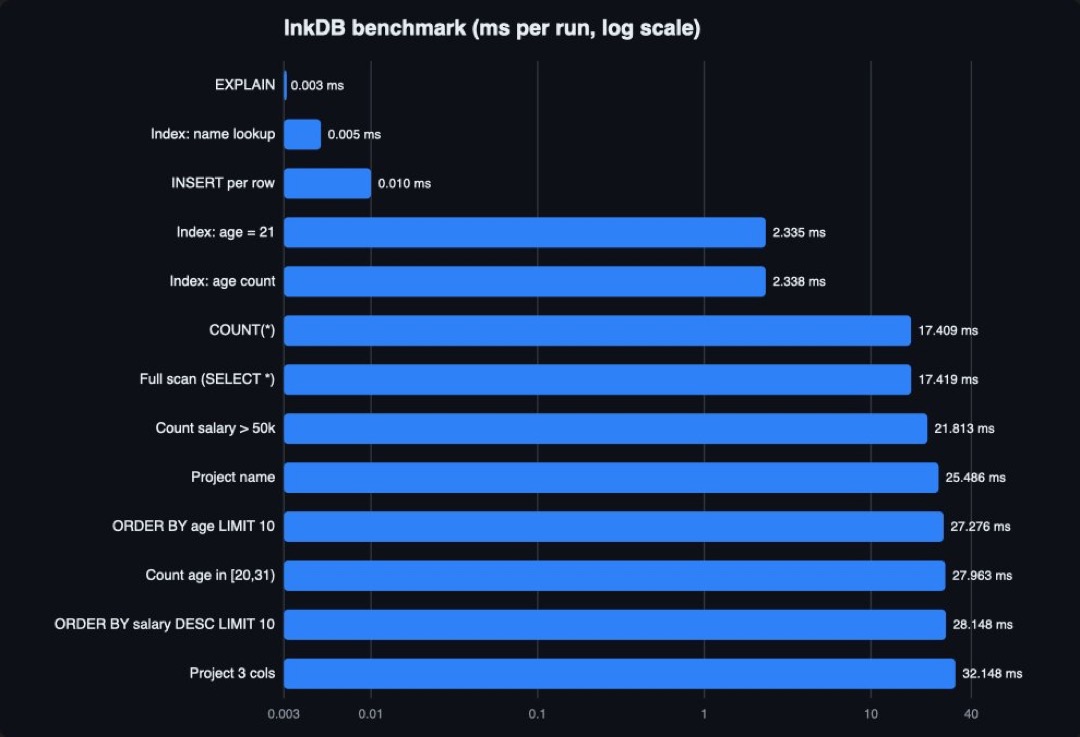 InkDB benchmark (ms per run, log scale)
EXPLAIN 0.003 ms
Index: name lookup 0.005 ms
INSERT per row 0.010 ms
Index: age = 21 2.335 ms
Index: age count 2.338 ms
COUNT(*) 17.409 ms
Full scan (SELECT *) 17.419 ms
Count salary > 50k 21.813 ms
Project name 25.486 ms
ORDER BY age LIMIT 10 27.276 ms
Count age in [20,31) 27.963 ms
ORDER BY salary DESC LIMIT 10 28.148 ms
Project 3 cols 32.148 ms
0.003 0.01 0.1 1 10 40